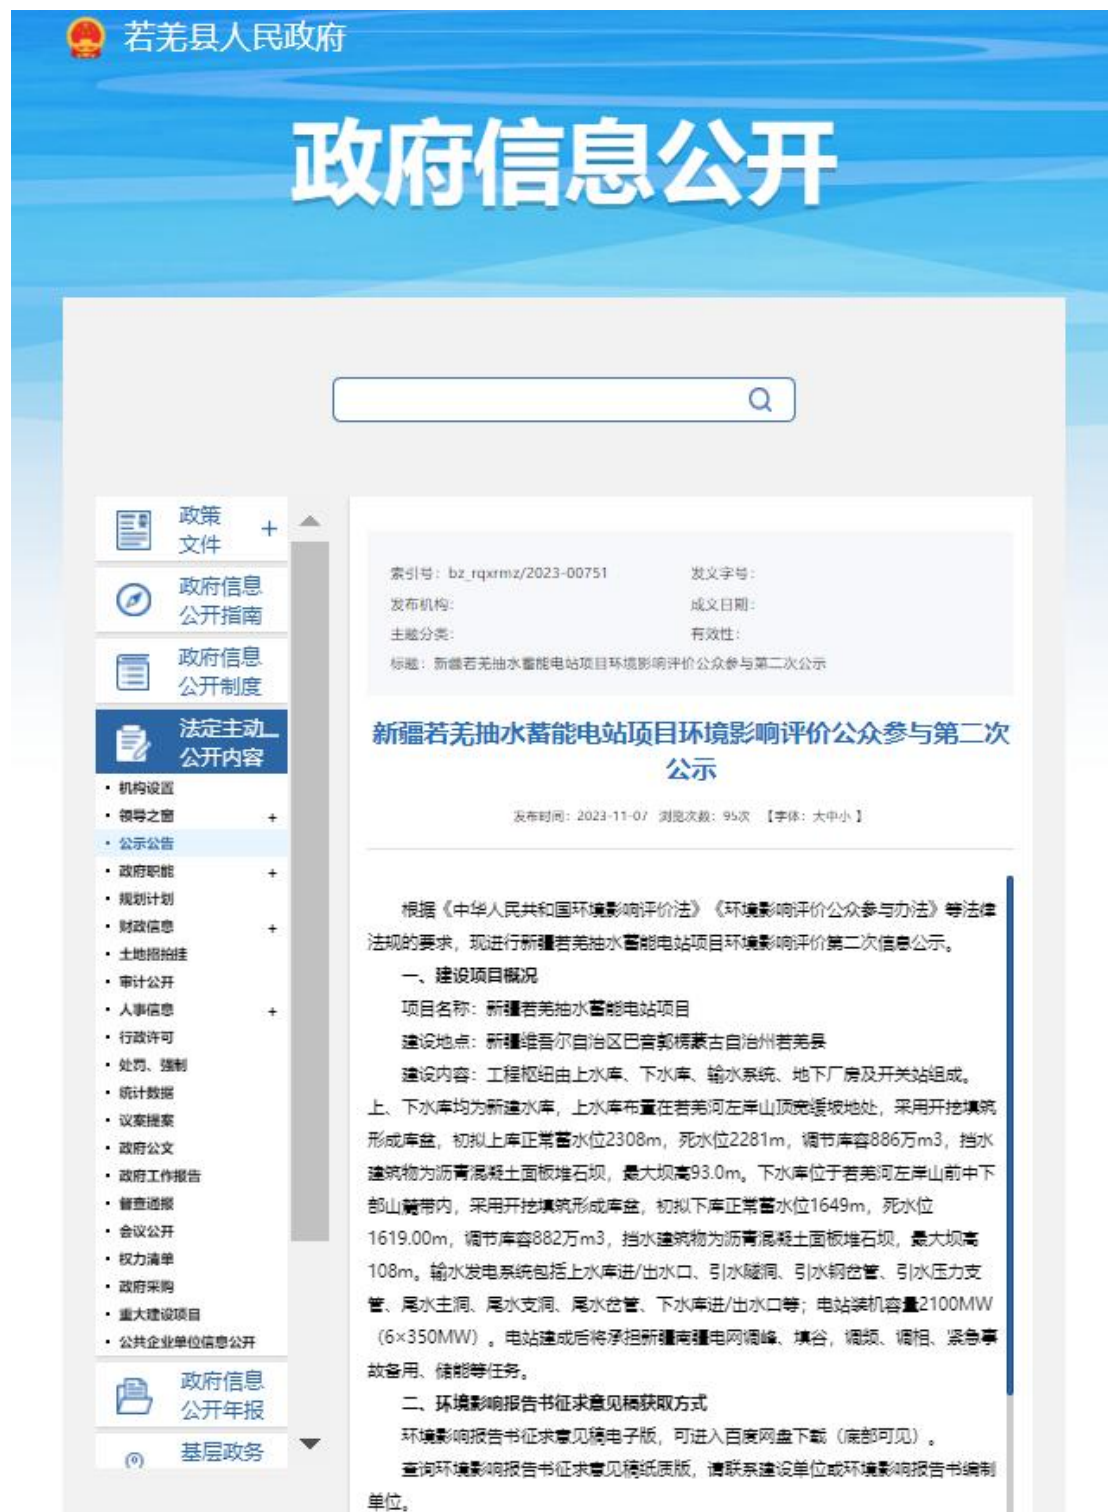 若羌县人民政府
政府信息公开
政策
文件
+
政府信息
公开指南
政府信息
公开制度
法定主动
公开内容
• 机构设置
• 领导之窗 +
• 公示公告
• 政府职能 +
• 规划计划
• 财政信息 +
• 土地招拍挂
• 审计公开
• 人事信息 +
• 行政许可
• 处罚、强制
• 统计数据
• 议案提案
• 政府公文
• 政府工作报告
• 督查通报
• 会议公开
• 权力清单
• 政府采购
• 重大建设项目
• 公共企业单位信息公开
政府信息
公开年报
基层政务
索引号：bz_rqxrmz/2023-00751 发文字号：
发布机构： 成文日期：
主题分类： 有效性：
标题：新疆若羌抽水蓄能电站项目环境影响评价公众参与第二次公示
新疆若羌抽水蓄能电站项目环境影响评价公众参与第二次
公示
发布时间：2023-11-07 浏览次数：95次 【字体：大中小 】
根据《中华人民共和国环境影响评价法》《环境影响评价公众参与办法》等法律
法规的要求，现进行新疆若羌抽水蓄能电站项目环境影响评价第二次信息公示。
一、建设项目概况
项目名称：新疆若羌抽水蓄能电站项目
建设地点：新疆维吾尔自治区巴音郭楞蒙古自治州若羌县
建设内容：工程枢纽由上水库、下水库、输水系统、地下厂房及开关站组成。
上、下水库均为新建水库，上水库布置在若羌河左岸山顶宽缓坡地处，采用开挖填筑
形成库盆，初拟上库正常蓄水位2308m，死水位2281m，调节库容886万m3，挡水
建筑物为沥青混凝土面板堆石坝，最大坝高93.0m。下水库位于若羌河左岸山前中下
部山麓带内，采用开挖填筑形成库盆，初拟下库正常蓄水位1649m，死水位
1619.00m，调节库容882万m3，挡水建筑物为沥青混凝土面板堆石坝，最大坝高
108m。输水发电系统包括上水库进/出水口、引水隧洞、引水钢岔管、引水压力支
管、尾水主洞、尾水支洞、尾水岔管、下水库进/出水口等；电站装机容量2100MW
（6×350MW）。电站建成后将承担新疆南疆电网调峰、填谷，调频、调相、紧急事
故备用、储能等任务。
二、环境影响报告书征求意见稿获取方式
环境影响报告书征求意见稿电子版，可进入百度网盘下载（底部可见）。
查询环境影响报告书征求意见稿纸质版，请联系建设单位或环境影响报告书编制
单位。